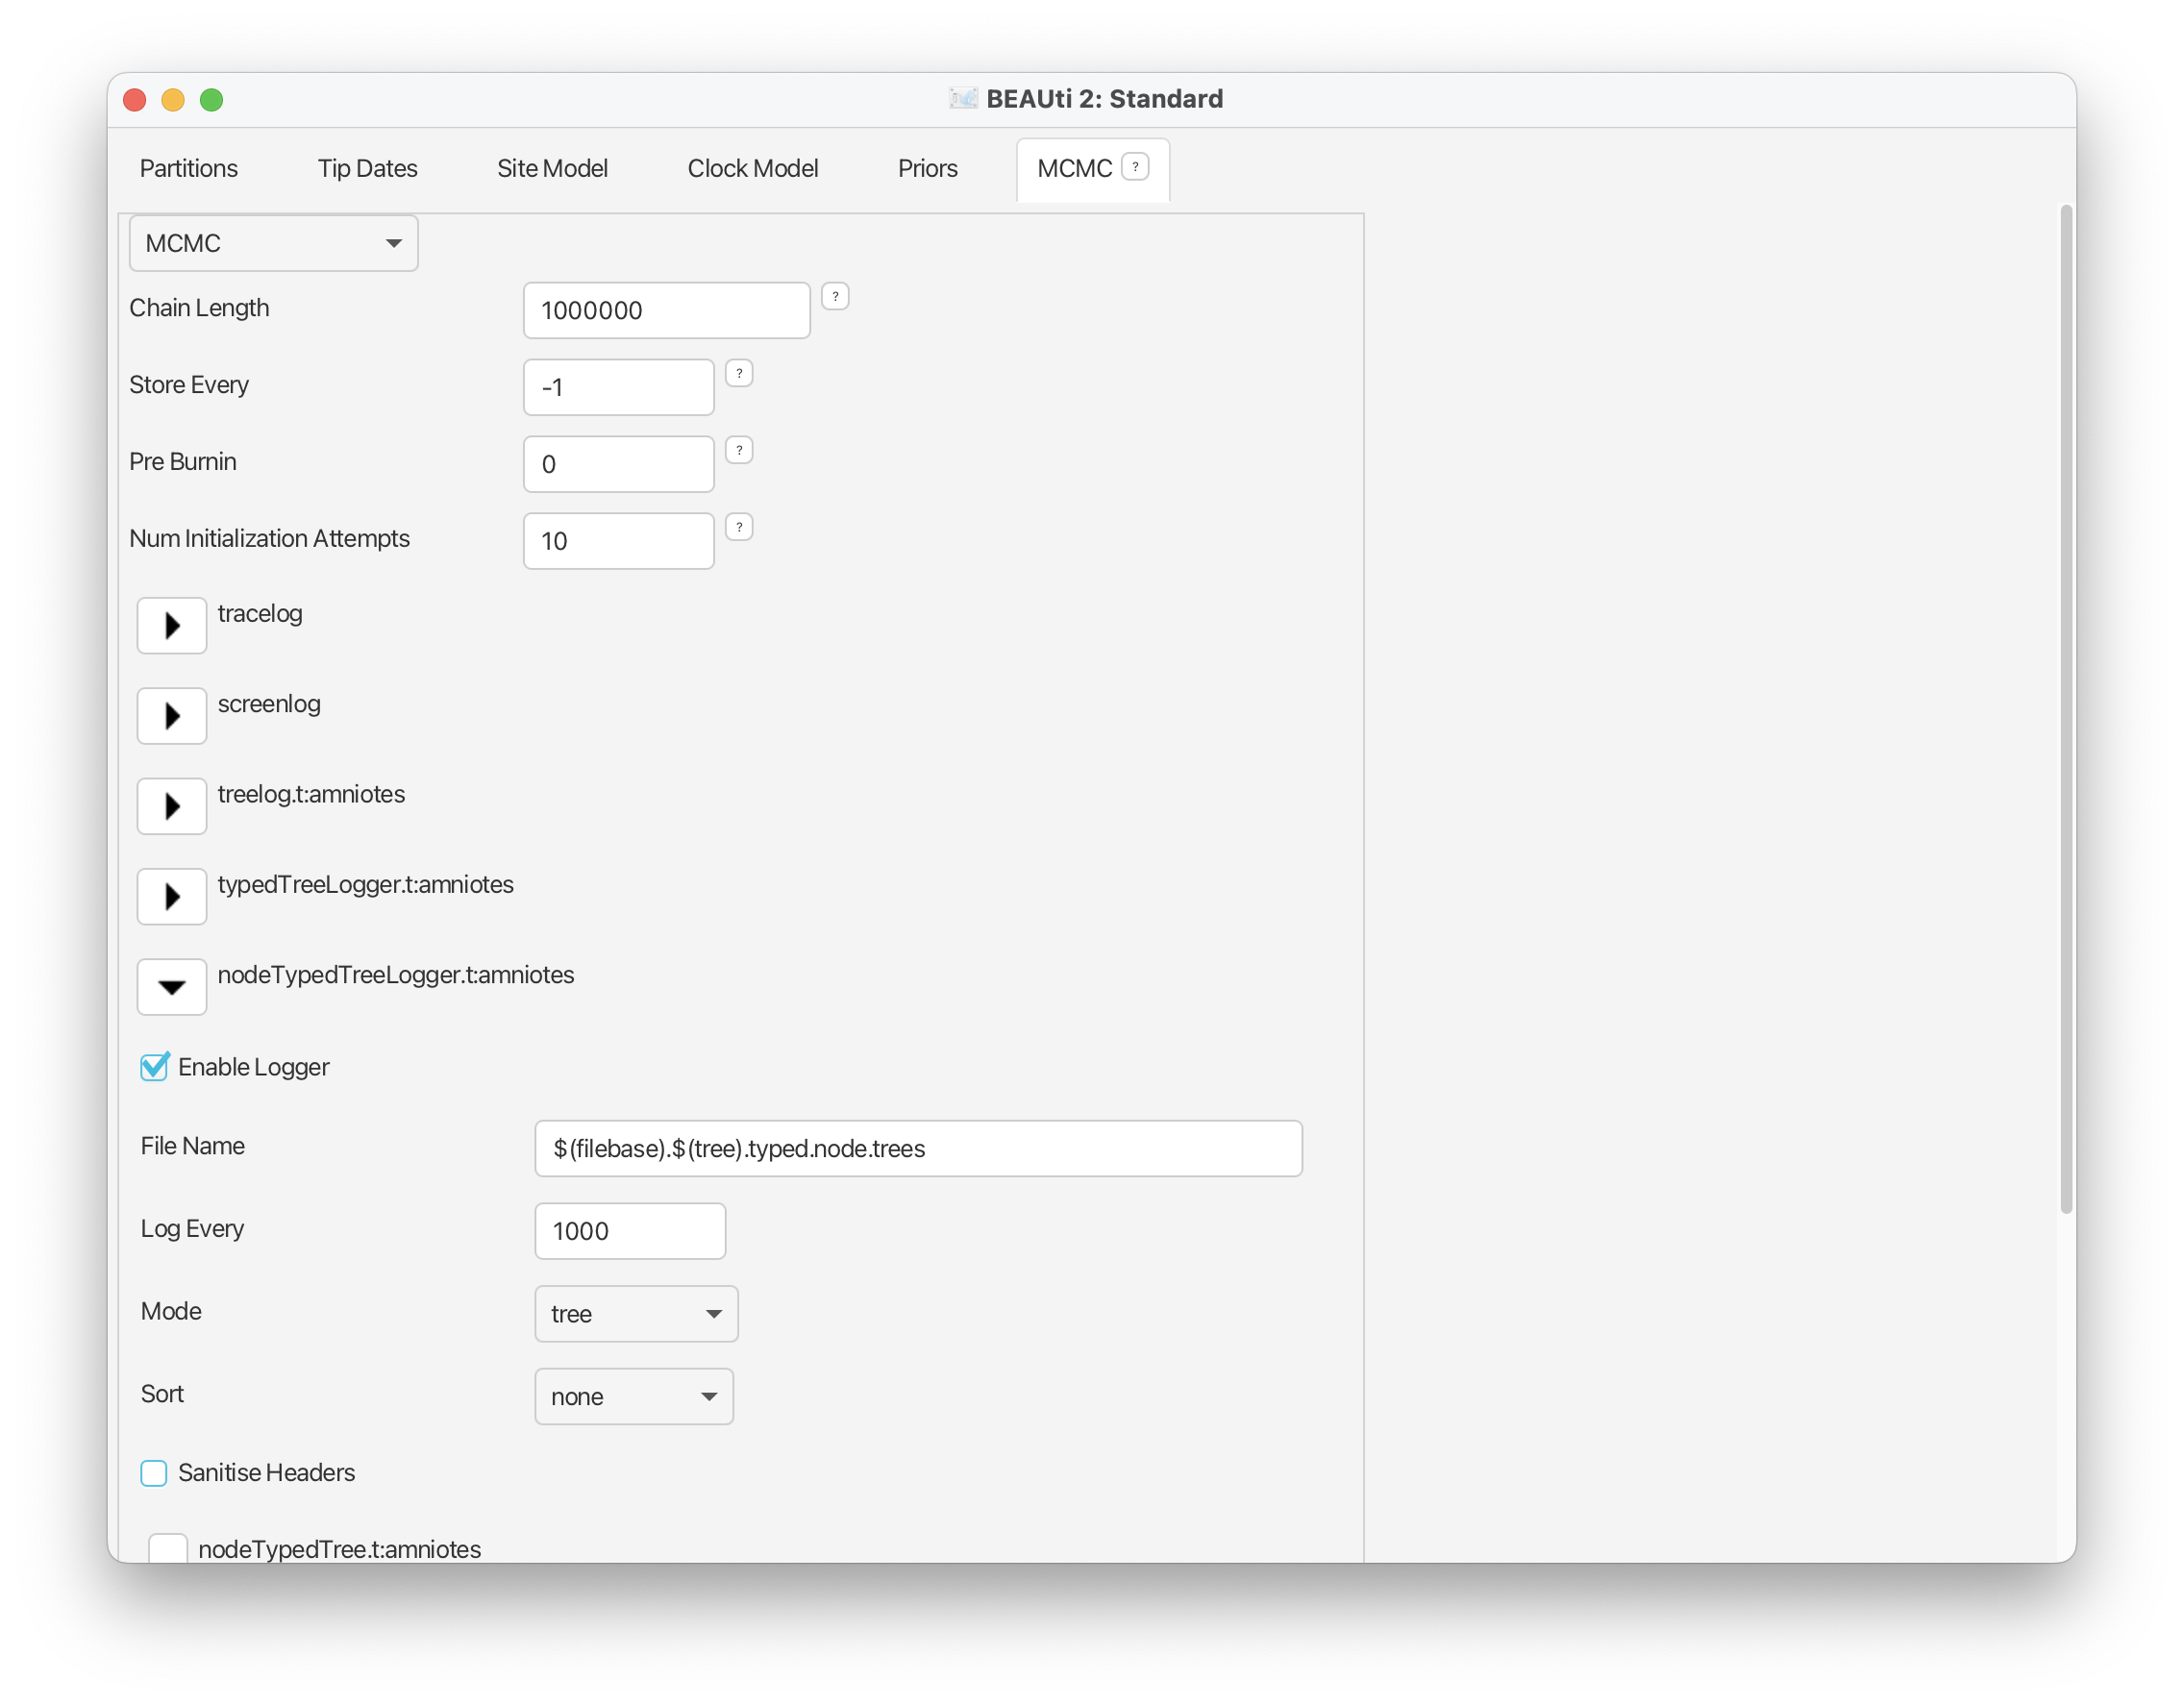 BEAUti 2: Standard
Partitions Tip Dates Site Model Clock Model Priors MCMC ?
MCMC
Chain Length 1000000 ?
Store Every -1 ?
Pre Burnin 0 ?
Num Initialization Attempts 10 ?
tracelog
screenlog
treelog.t:amniotes
typedTreeLogger.t:amniotes
nodeTypedTreeLogger.t:amniotes
Enable Logger
File Name $(filebase).$(tree).typed.node.trees
Log Every 1000
Mode tree
Sort none
Sanitise Headers
nodeTypedTree.t:amniotes